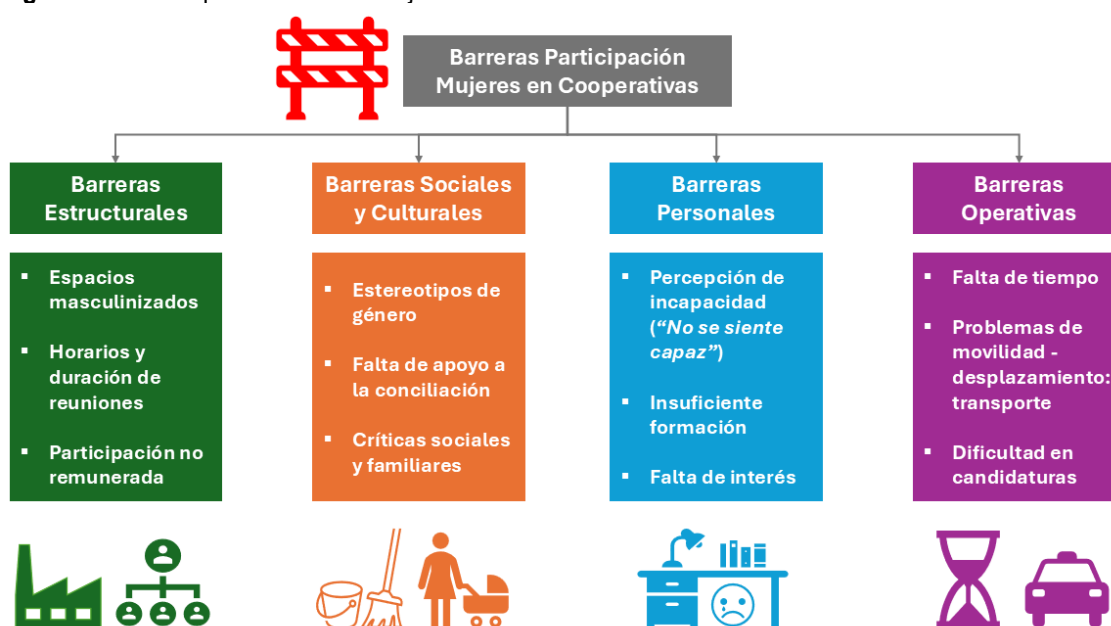 Barreras Participación
Mujeres en Cooperativas
Barreras
Estructurales
Barreras Sociales
y Culturales
Barreras
Personales
Barreras
Operativas
▪ Espacios
masculinizados
▪ Horarios y
duración de
reuniones
▪ Participación no
remunerada
▪ Estereotipos de
género
▪ Falta de apoyo a
la conciliación
▪ Críticas sociales
y familiares
▪ Percepción de
incapacidad
(“No se siente
capaz”)
▪ Insuficiente
formación
▪ Falta de interés
▪ Falta de tiempo
▪ Problemas de
movilidad -
desplazamiento:
transporte
▪ Dificultad en
candidaturas